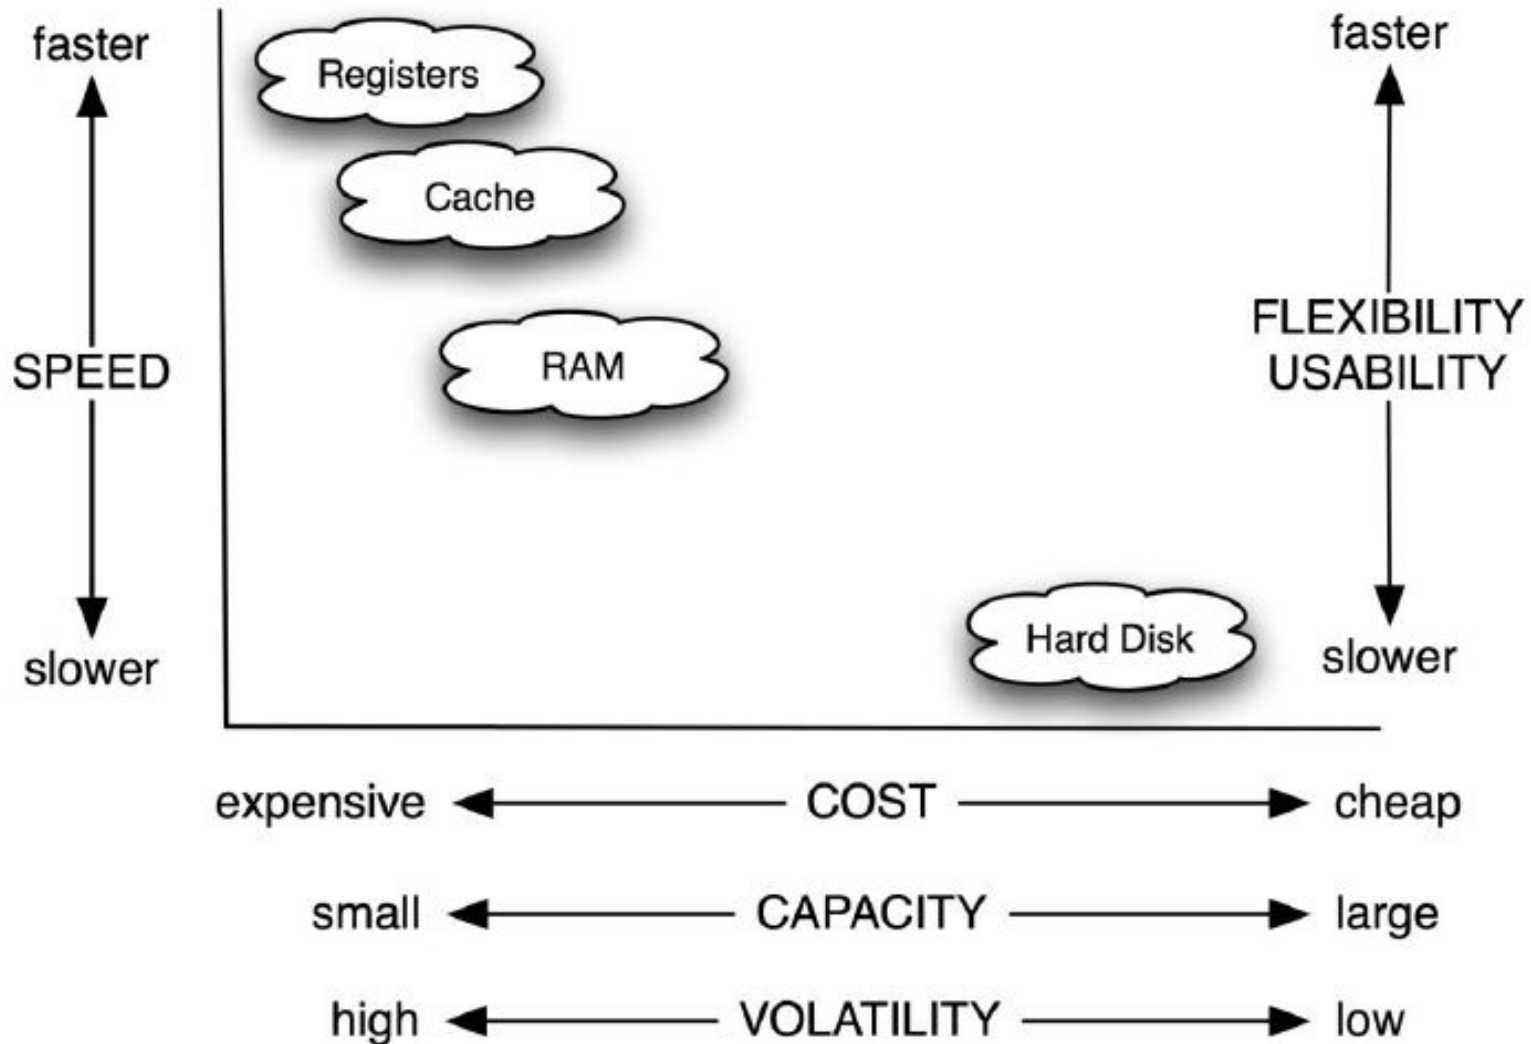 faster
faster
Registers
Cache
RAM
SPEED
FLEXIBILITY
USABILITY
Hard Disk
slower
slower
expensive COST cheap
small CAPACITY large
high VOLATILITY low